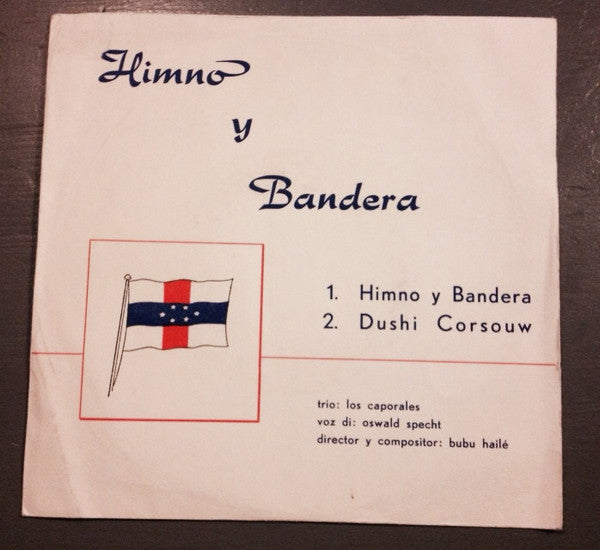 Himno
y
Bandera
1. Himno y Bandera
2. Dushi Corsouw
trio: los caporales
voz di: oswald specht
director y compositor: bubu hailé